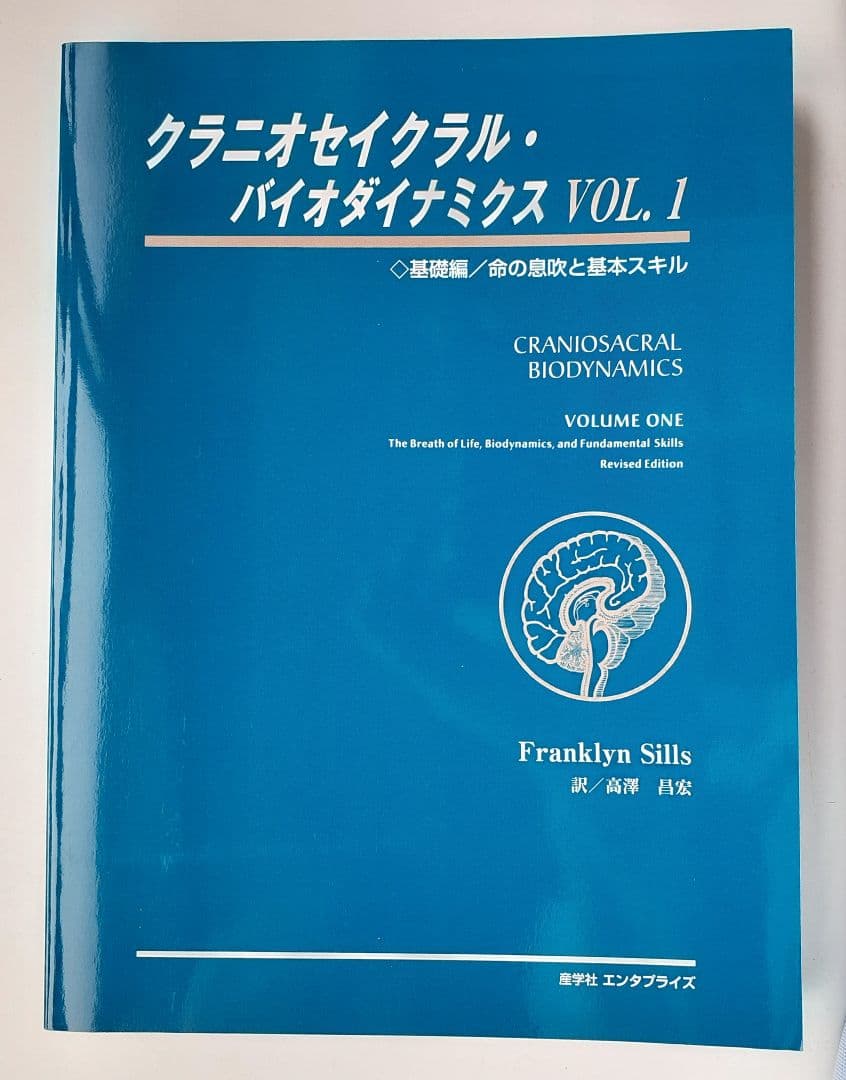 クラニオセイクラル・
バイオダイナミクス VOL. 1
◇基礎編／命の息吹と基本スキル
CRANIOSACRAL
BIODYNAMICS
VOLUME ONE
The Breath of Life, Biodynamics, and Fundamental Skills
Revised Edition
Franklyn Sills
訳／高澤　昌宏
産学社 エンタプライズ